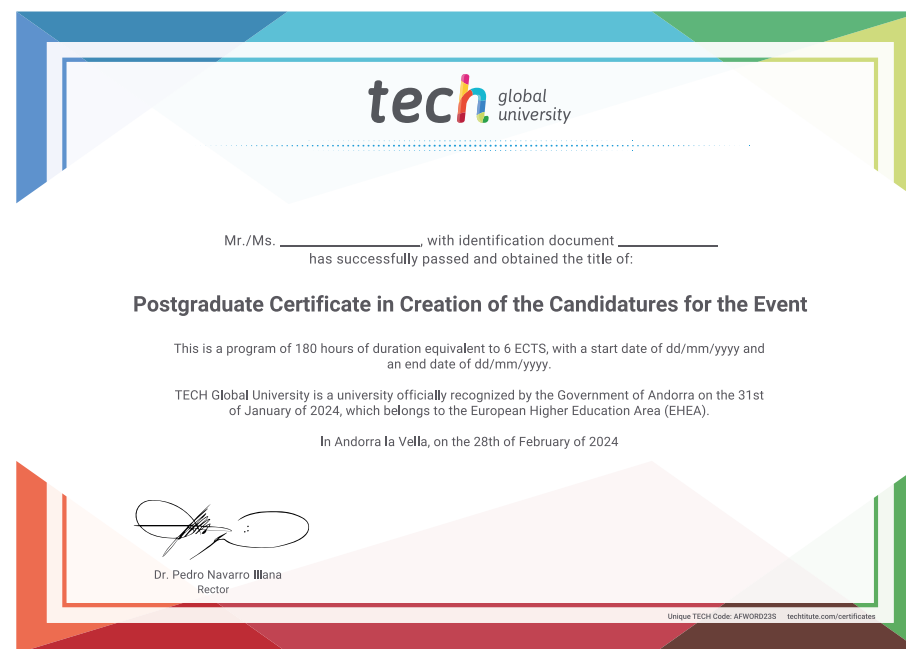 tech global
university
Mr./Ms. ____________, with identification document ____________
has successfully passed and obtained the title of:
Postgraduate Certificate in Creation of the Candidatures for the Event
This is a program of 180 hours of duration equivalent to 6 ECTS, with a start date of dd/mm/yyyy and
an end date of dd/mm/yyyy.
TECH Global University is a university officially recognized by the Government of Andorra on the 31st
of January of 2024, which belongs to the European Higher Education Area (EHEA).
In Andorra la Vella, on the 28th of February of 2024
Dr. Pedro Navarro Illana
Rector
Unique TECH Code: AFWORD23S techtitute.com/certificates